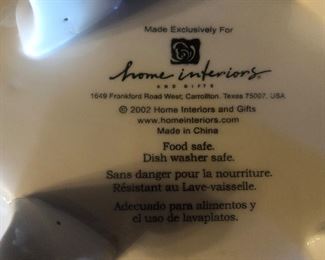 Made Exclusively For
home interiors
AND GIFTS
1649 Frankford Road West; Carrollton, Texas 75007, USA
© 2002 Home Interiors and Gifts
www.homeinteriors.com
Made in China
Food safe.
Dish washer safe.
Sans danger pour la nourriture.
Résistant au Lave-vaisselle.
Adecuado para alimentos y
el uso de lavaplatos.